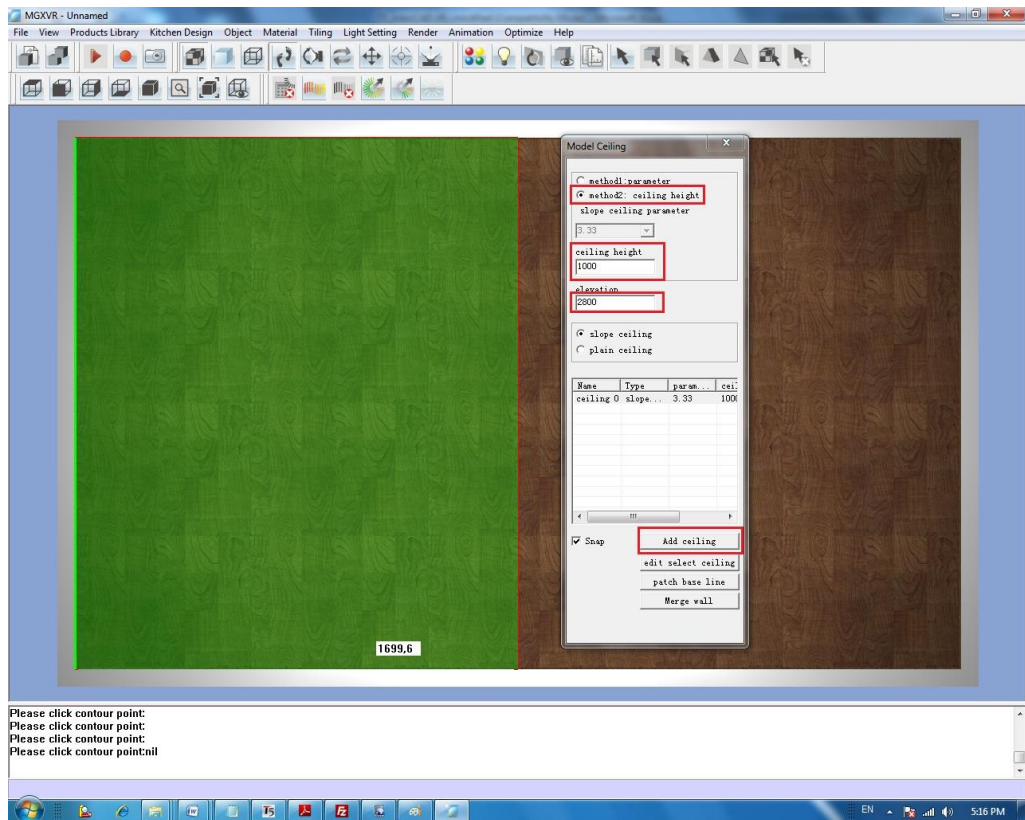 MGXVR - Unnamed
File View Products Library Kitchen Design Object Material Tiling Light Setting Render Animation Optimize Help
Model Ceiling
method1:parameter
method2: ceiling height
slope ceiling parameter
3.33
ceiling height
1000
elevation
2800
slope ceiling
plain ceiling
Name Type param... ceil
ceiling 0 slope... 3.33 1000
Snap
Add ceiling
edit select ceiling
patch base line
Merge wall
1699,6
Please click contour point:
Please click contour point:
Please click contour point:
Please click contour point:nil
EN 5:16 PM